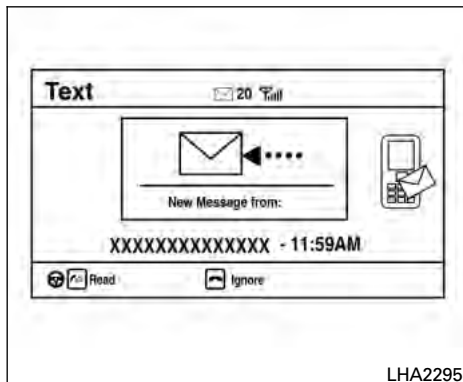 Text 20
New Message from:
XXXXXXXXXXXXXX - 11:59AM
Read Ignore
LHA2295